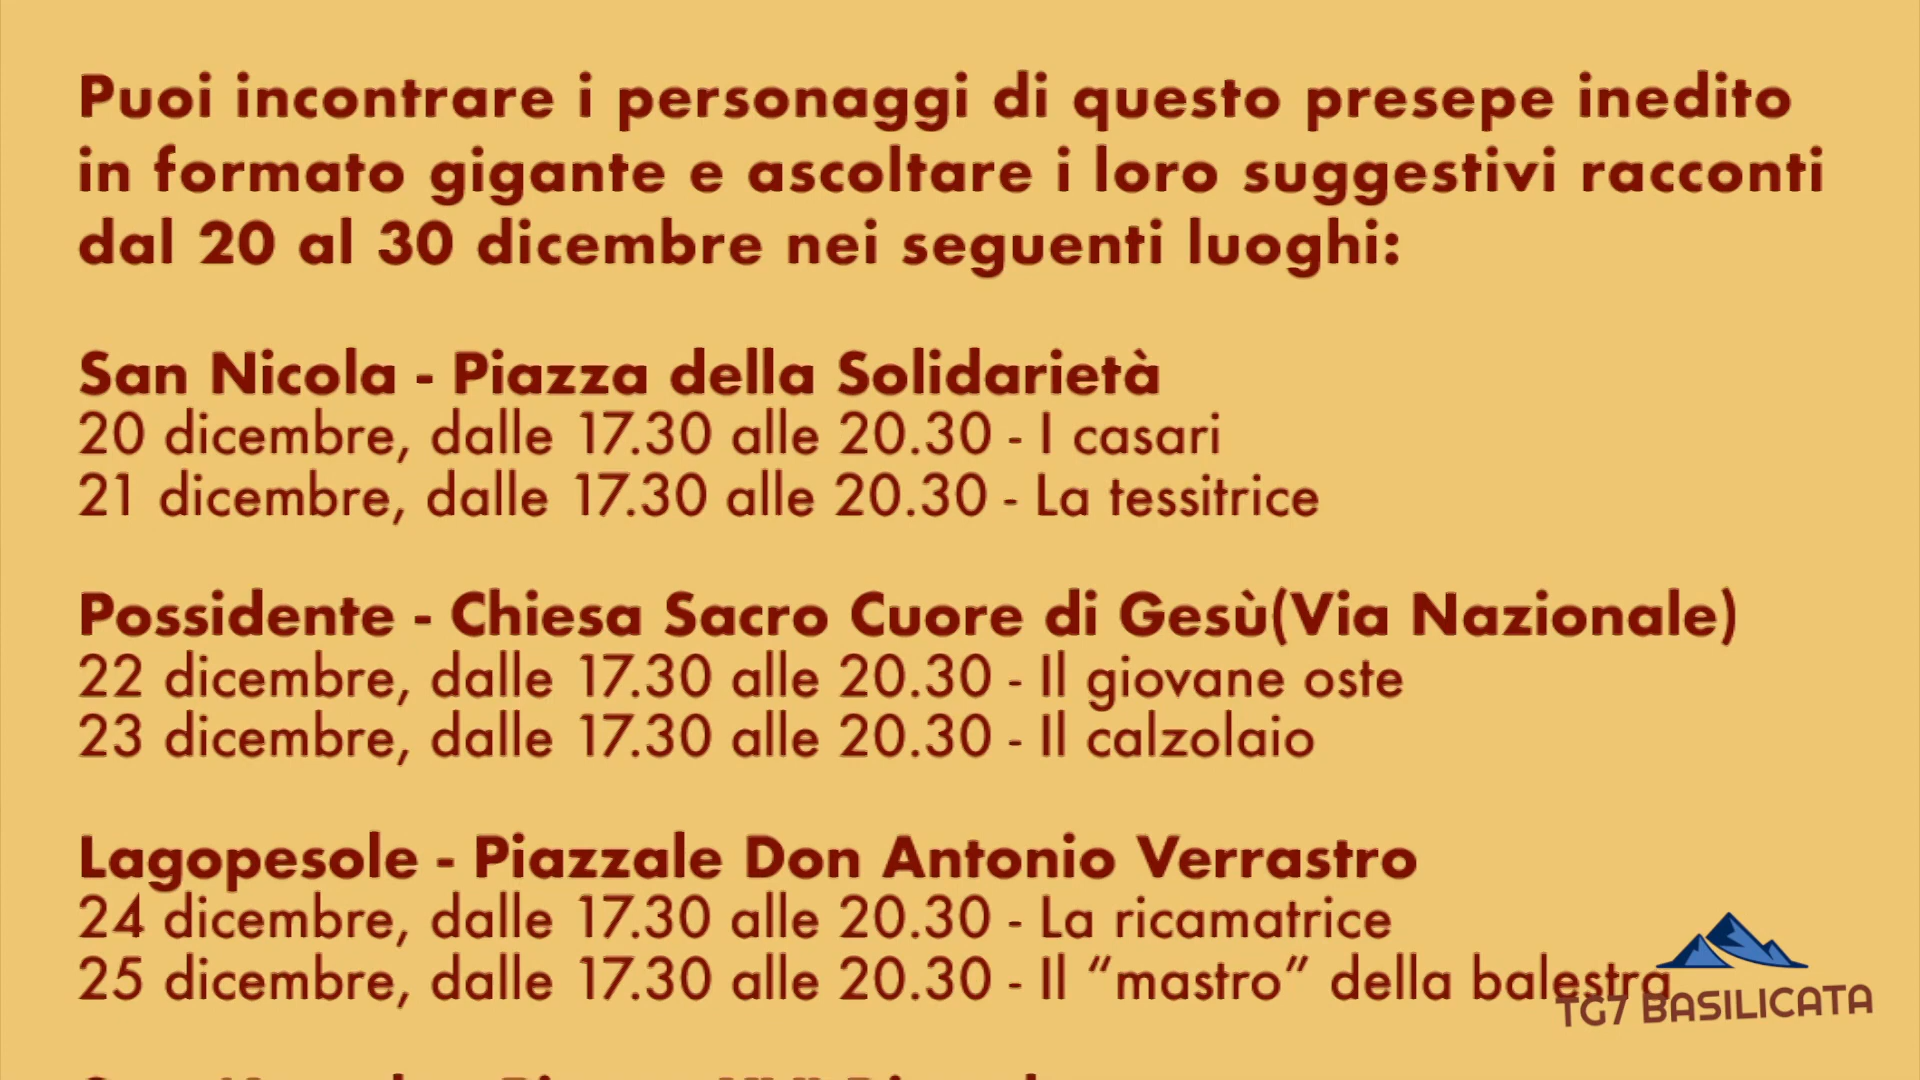 Puoi incontrare i personaggi di questo presepe inedito
in formato gigante e ascoltare i loro suggestivi racconti
dal 20 al 30 dicembre nei seguenti luoghi:
San Nicola - Piazza della Solidarietà
20 dicembre, dalle 17.30 alle 20.30 - I casari
21 dicembre, dalle 17.30 alle 20.30 - La tessitrice
Possidente - Chiesa Sacro Cuore di Gesù(Via Nazionale)
22 dicembre, dalle 17.30 alle 20.30 - Il giovane oste
23 dicembre, dalle 17.30 alle 20.30 - Il calzolaio
Lagopesole - Piazzale Don Antonio Verrastro
24 dicembre, dalle 17.30 alle 20.30 - La ricamatrice
25 dicembre, dalle 17.30 alle 20.30 - Il “mastro” della balestra
TG7 BASILICATA